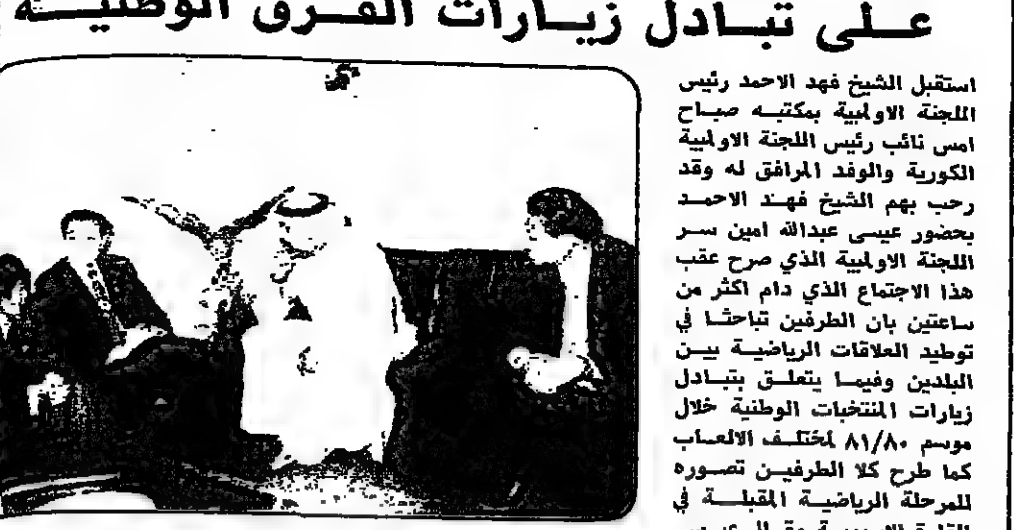 على تبادل زيارات الفرق الوطنية
استقبل الشيخ فهد الاحمد رئيس
اللجنة الاولمبية بمكتبه صباح
امس نائب رئيس اللجنة الاولمبية
الكورية والوفد المرافق له وقد
رحب بهم الشيخ فهد الاحمد
بحضور عيسى عبدالله امين سر
اللجنة الاولمبية الذي صرح عقب
هذا الاجتماع الذي دام اكثر من
ساعتين بان الطرفين تباحثا في
توطيد العلاقات الرياضية بين
البلدين وفيما يتعلق بتبادل
زيارات المنتخبات الوطنية خلال
موسم ٨١/٨٠ لمختلف الالعاب
كما طرح كلا الطرفين تصوره
للمرحلة الرياضية المقبلة في